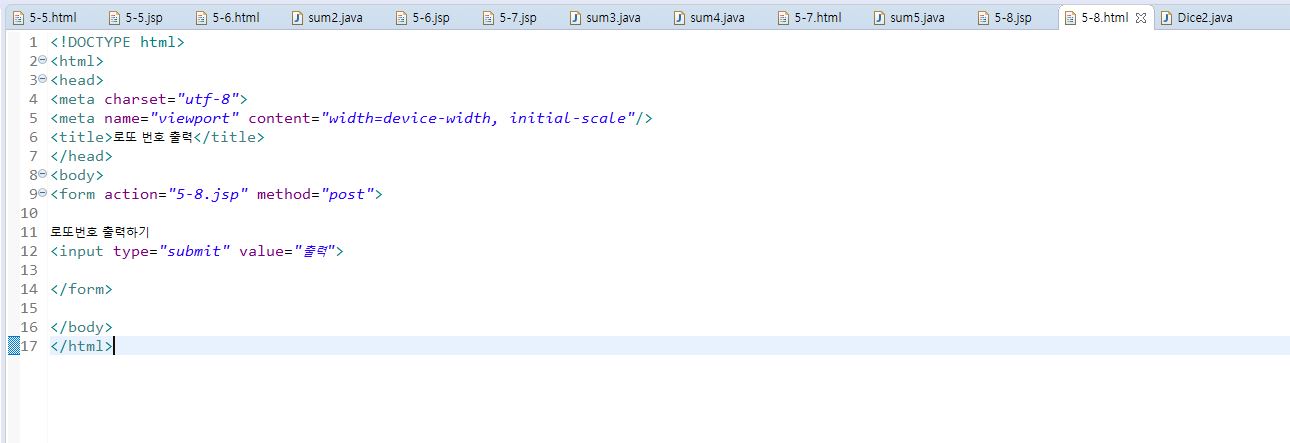 5-5.html 5-5.jsp 5-6.html sum2.java 5-6.jsp 5-7.jsp sum3.java sum4.java 5-7.html sum5.java 5-8.jsp 5-8.html Dice2.java
1 <!DOCTYPE html>
2 <html>
3 <head>
4 <meta charset="utf-8">
5 <meta name="viewport" content="width=device-width, initial-scale"/>
6 <title>로또 번호 출력</title>
7 </head>
8 <body>
9 <form action="5-8.jsp" method="post">
10
11 로또번호 출력하기
12 <input type="submit" value="출력">
13
14 </form>
15
16 </body>
17 </html>